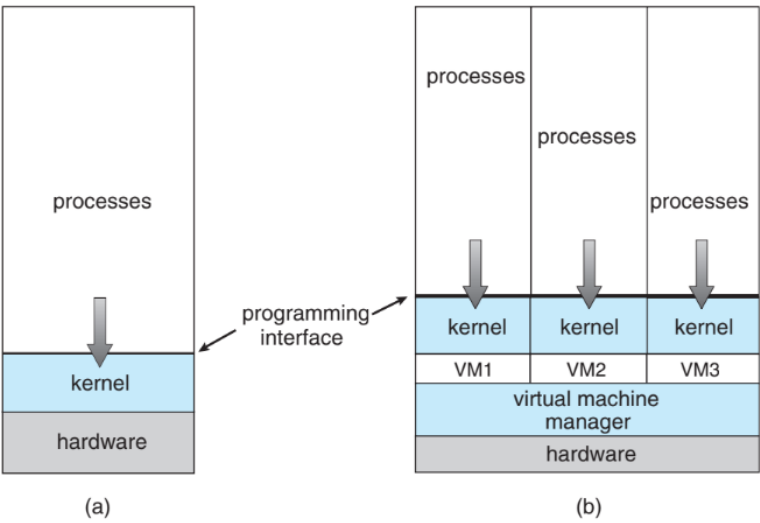 processes
kernel
hardware
(a)
programming
interface
processes
processes
processes
kernel
kernel
kernel
VM1
VM2
VM3
virtual machine
manager
hardware
(b)